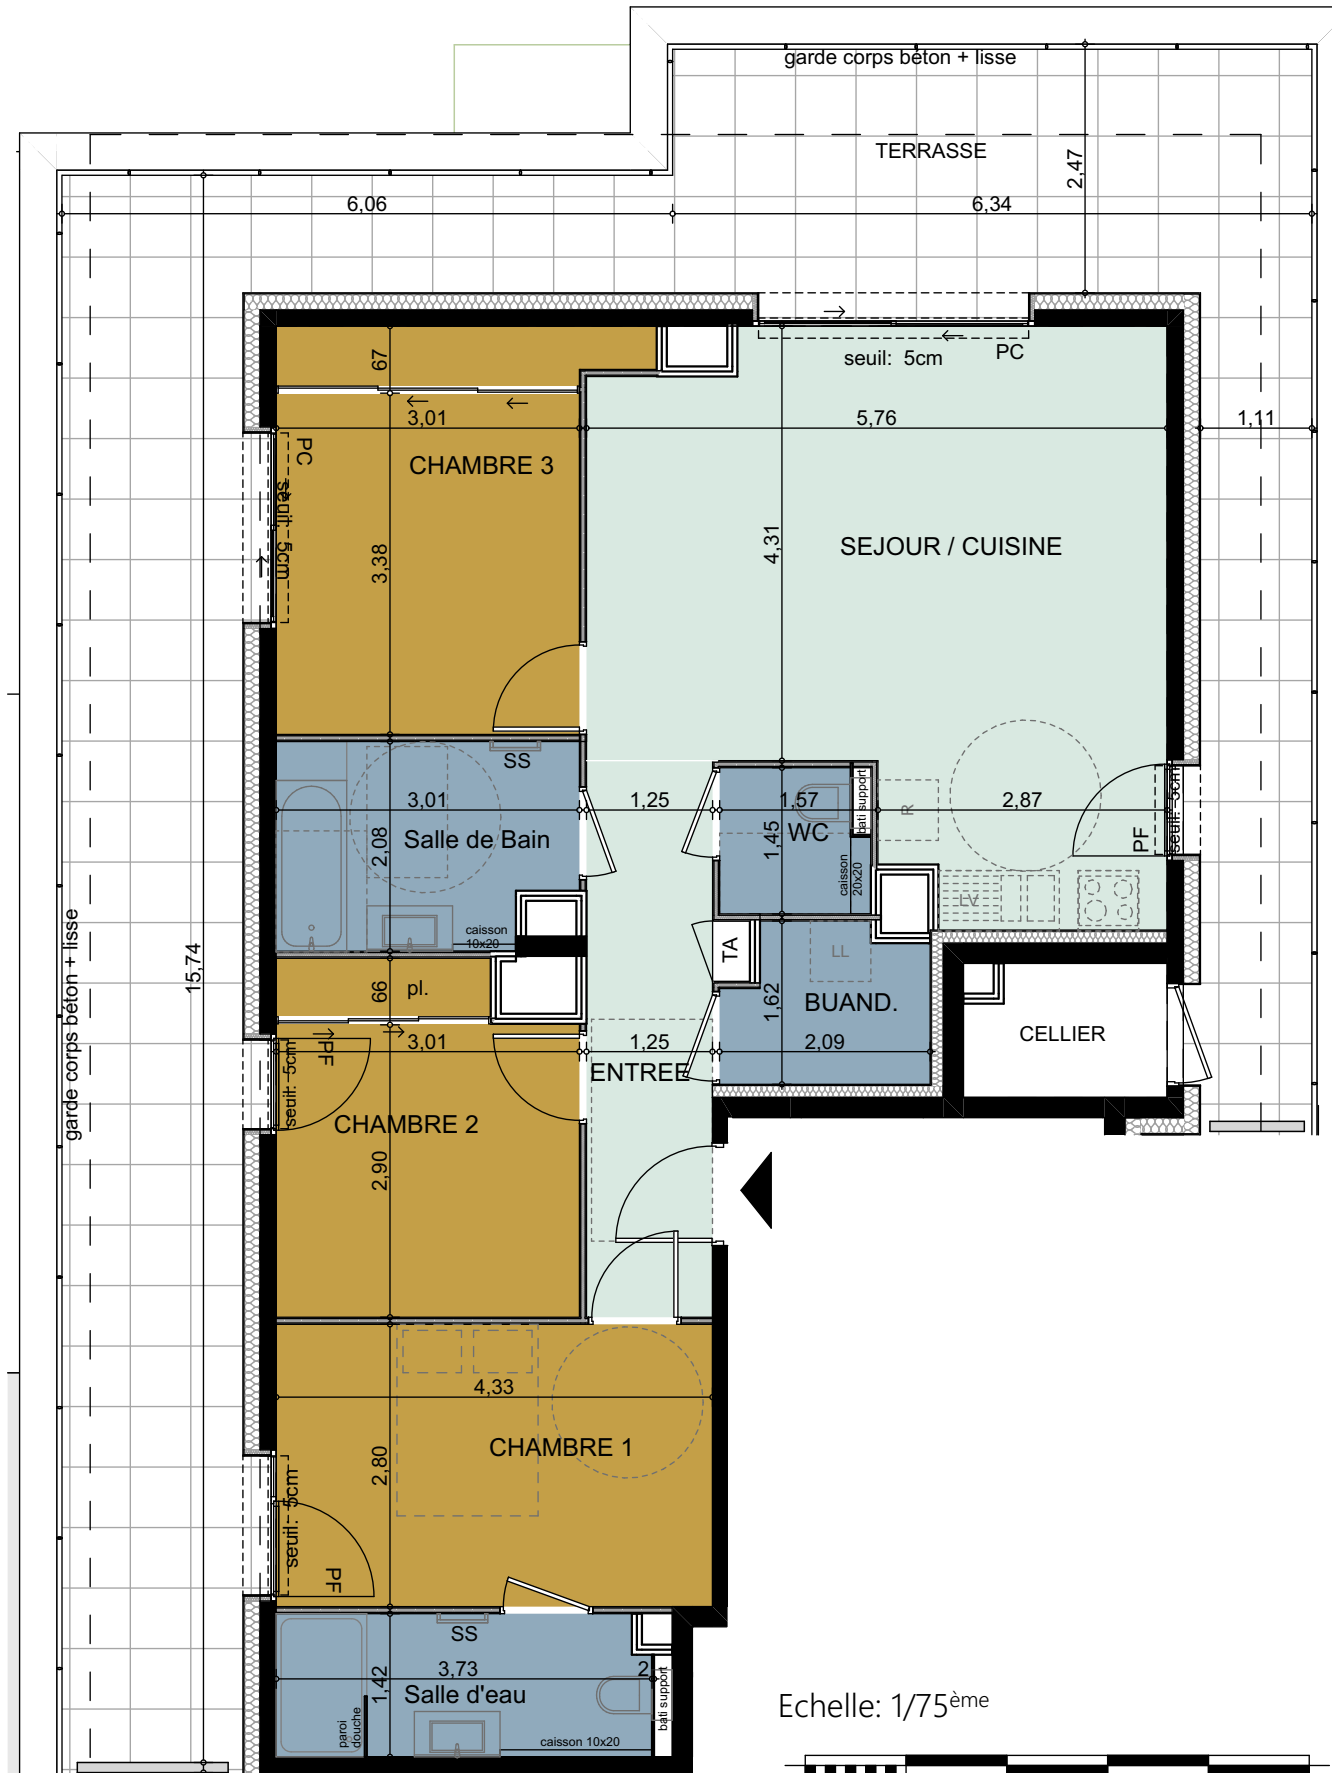 garde corps béton + lisse
TERRASSE
2,47
6,06
6,34
67
seuil: 5cm
PC
3,01
5,76
1,11
PC
seuil: 5cm
CHAMBRE 3
3,38
4,31
SEJOUR / CUISINE
SS
3,01
1,25
1,57
bati support
R
2,87
PF
seuil: 5cm
Salle de Bain
2,08
WC
1,45
caisson
20x20
LV
caisson
10x20
garde corps béton + lisse
15,74
66
pl.
TA
LL
BUAND.
1,62
CELLIER
PF
seuil: 5cm
3,01
1,25
2,09
ENTREE
CHAMBRE 2
2,90
4,33
CHAMBRE 1
2,80
seuil: 5cm
PF
SS
3,73
2
1,42
Salle d'eau
bati support
paroi
douche
caisson 10x20
Echelle: 1/75ème